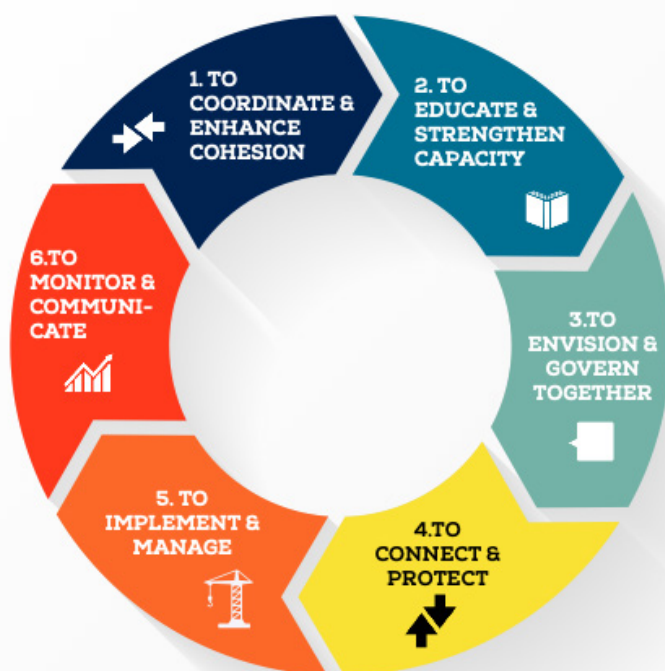 1. TO
COORDINATE &
ENHANCE
COHESION
2. TO
EDUCATE &
STRENGTHEN
CAPACITY
3.TO
ENVISION &
GOVERN
TOGETHER
4.TO
CONNECT &
PROTECT
5. TO
IMPLEMENT &
MANAGE
6.TO
MONITOR &
COMMUNI-
CATE